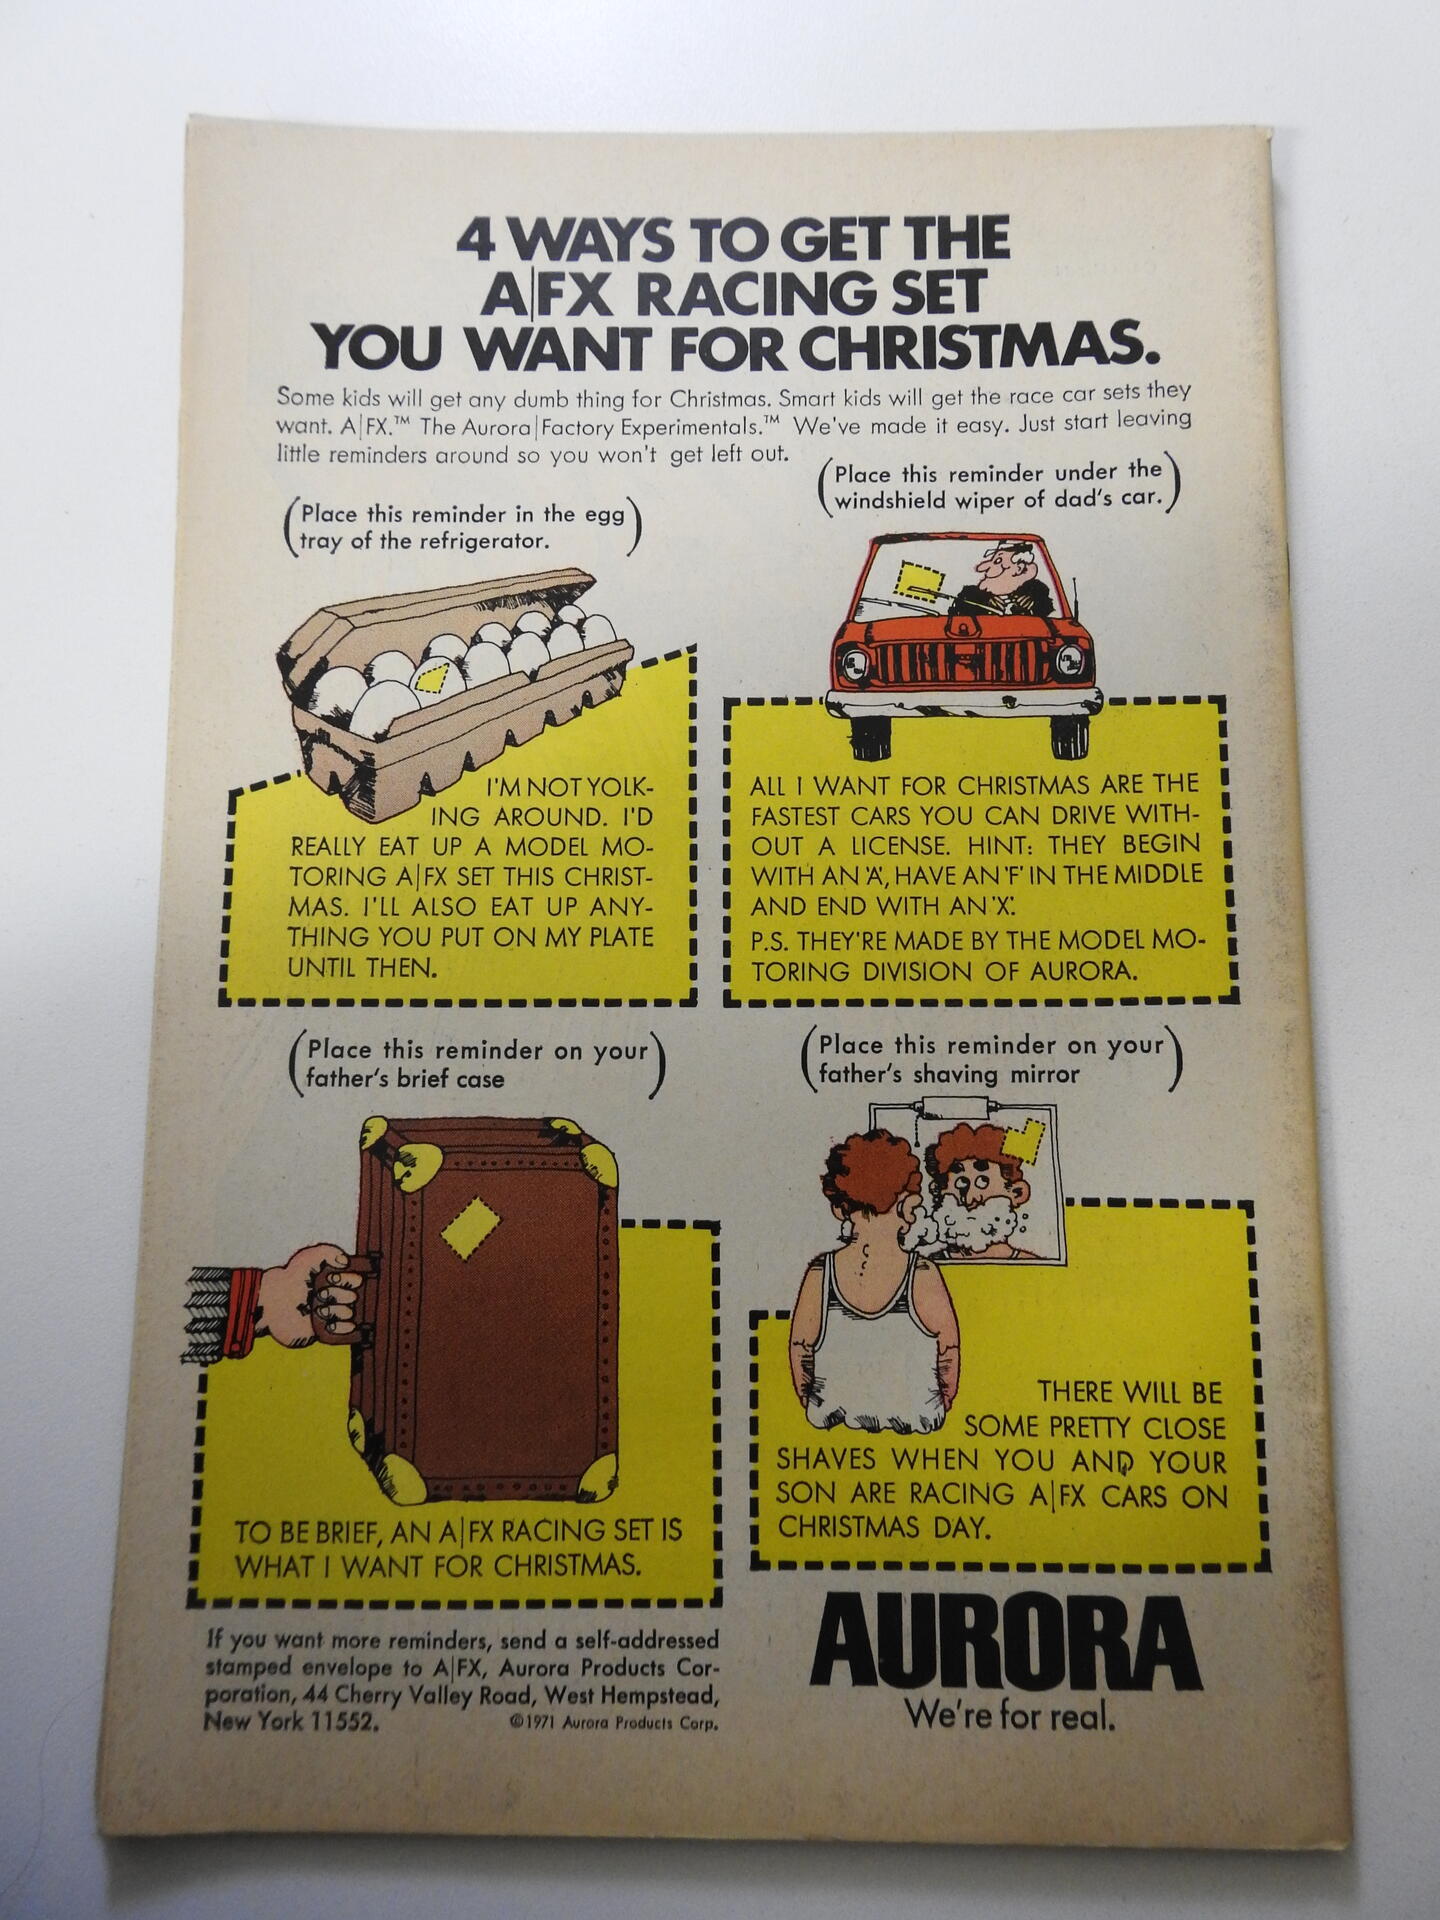 4 WAYS TO GET THE
A|FX RACING SET
YOU WANT FOR CHRISTMAS.
Some kids will get any dumb thing for Christmas. Smart kids will get the race car sets they
want. A|FX.™ The Aurora|Factory Experimentals.™ We've made it easy. Just start leaving
little reminders around so you won't get left out.
(Place this reminder in the egg
tray of the refrigerator.)
(Place this reminder under the
windshield wiper of dad's car.)
I'M NOT YOLK-
ING AROUND. I'D
REALLY EAT UP A MODEL MO-
TORING A|FX SET THIS CHRIST-
MAS. I'LL ALSO EAT UP ANY-
THING YOU PUT ON MY PLATE
UNTIL THEN.
ALL I WANT FOR CHRISTMAS ARE THE
FASTEST CARS YOU CAN DRIVE WITH-
OUT A LICENSE. HINT: THEY BEGIN
WITH AN 'A', HAVE AN 'F' IN THE MIDDLE
AND END WITH AN 'X'.
P.S. THEY'RE MADE BY THE MODEL MO-
TORING DIVISION OF AURORA.
(Place this reminder on your
father's brief case)
(Place this reminder on your
father's shaving mirror)
TO BE BRIEF, AN A|FX RACING SET IS
WHAT I WANT FOR CHRISTMAS.
THERE WILL BE
SOME PRETTY CLOSE
SHAVES WHEN YOU AND YOUR
SON ARE RACING A|FX CARS ON
CHRISTMAS DAY.
If you want more reminders, send a self-addressed
stamped envelope to A|FX, Aurora Products Cor-
poration, 44 Cherry Valley Road, West Hempstead,
New York 11552.
©1971 Aurora Products Corp.
AURORA
We're for real.